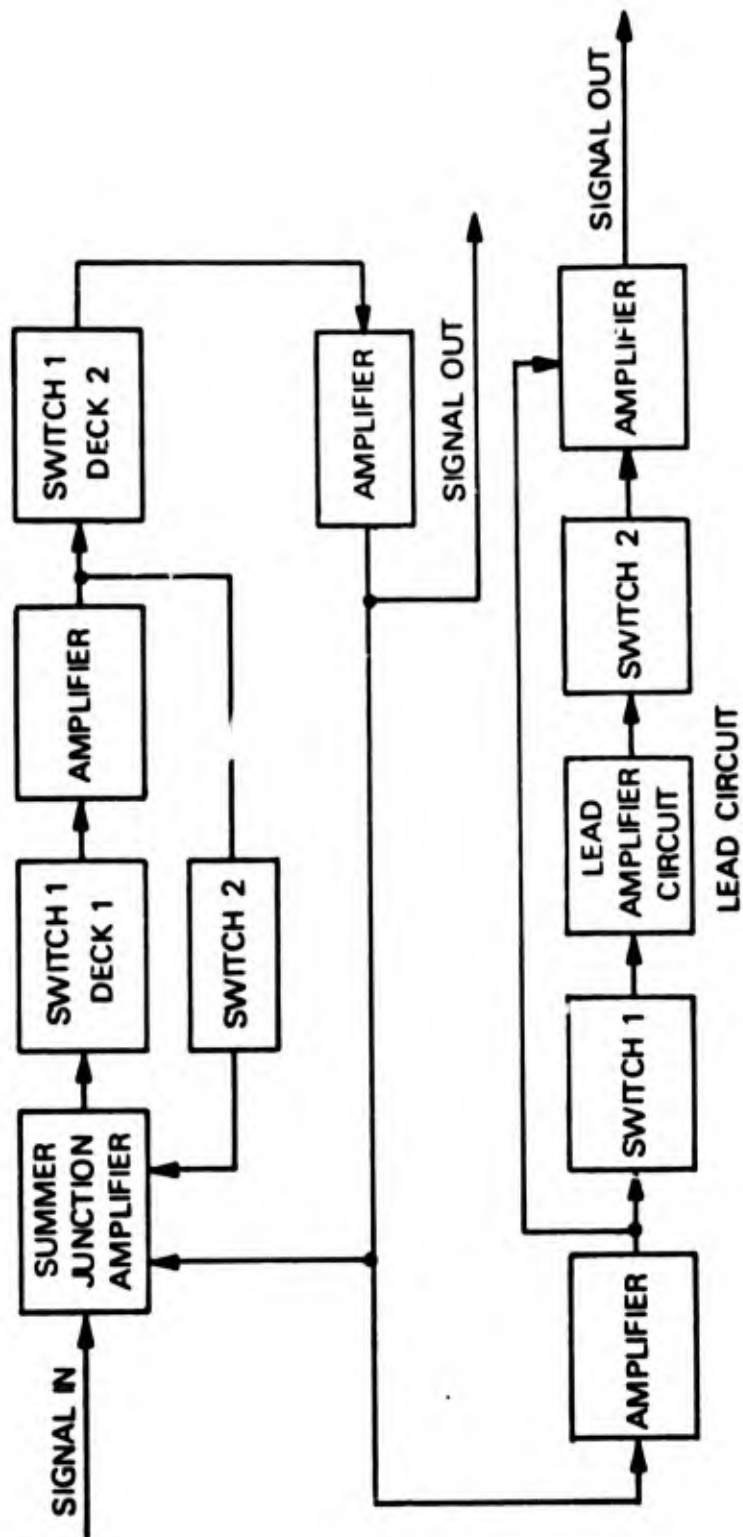 SIGNAL IN
SUMMER
JUNCTION
AMPLIFIER
SWITCH 1
DECK 1
AMPLIFIER
SWITCH 1
DECK 2
SWITCH 2
AMPLIFIER
SIGNAL OUT
AMPLIFIER
SWITCH 1
LEAD
AMPLIFIER
CIRCUIT
SWITCH 2
AMPLIFIER
SIGNAL OUT
LEAD CIRCUIT